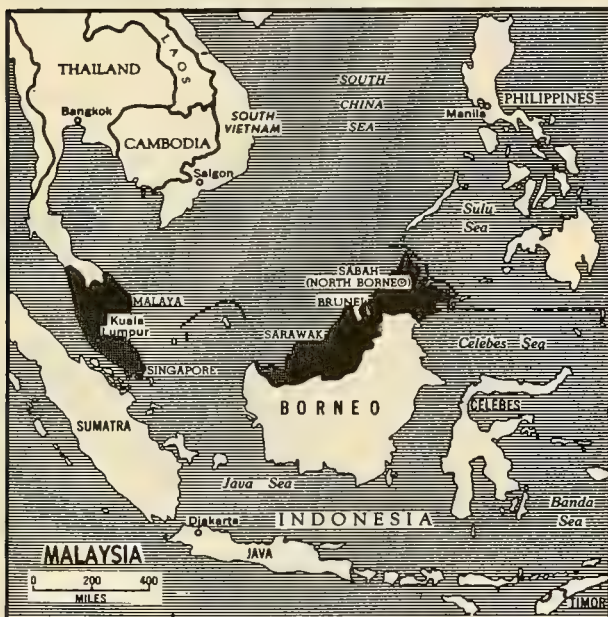 LAOS
THAILAND
Bangkok
SOUTH
CHINA
SEA
PHILIPPINES
Manila
SOUTH
VIETNAM
CAMBODIA
Saigon
Sulu
Sea
SABAH
(NORTH BORNEO)
BRUNEI
MALAYA
Kuala
Lumpur
SARAWAK
Celebes Sea
SINGAPORE
BORNEO
CELEBES
SUMATRA
Java Sea
Banda
Sea
INDONESIA
Djakarta
JAVA
MALAYSIA
0 200 400
MILES
TIMOR